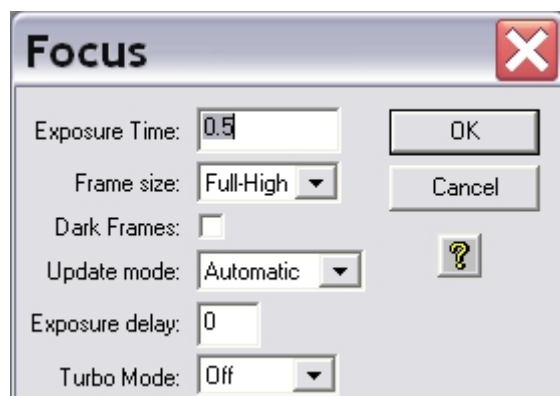 Focus
Exposure Time: 0.5 OK
Frame size: Full-High Cancel
Dark Frames:
?
Update mode: Automatic
Exposure delay: 0
Turbo Mode: Off